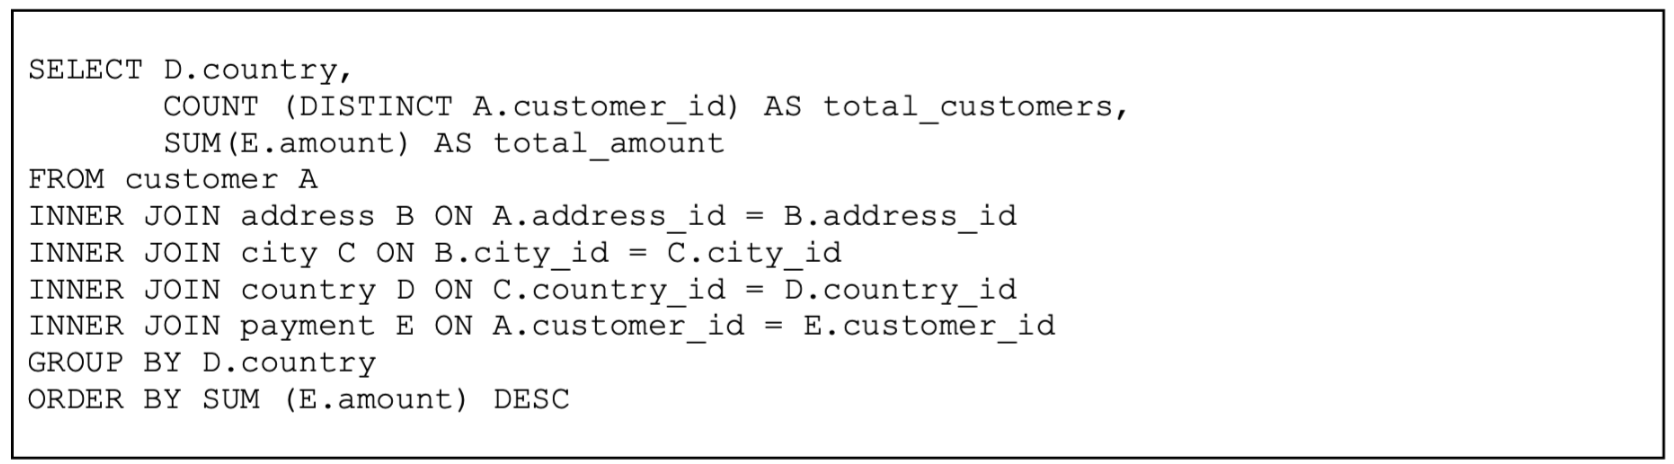 SELECT D.country,
COUNT (DISTINCT A.customer_id) AS total_customers,
SUM(E.amount) AS total_amount
FROM customer A
INNER JOIN address B ON A.address_id = B.address_id
INNER JOIN city C ON B.city_id = C.city_id
INNER JOIN country D ON C.country_id = D.country_id
INNER JOIN payment E ON A.customer_id = E.customer_id
GROUP BY D.country
ORDER BY SUM (E.amount) DESC